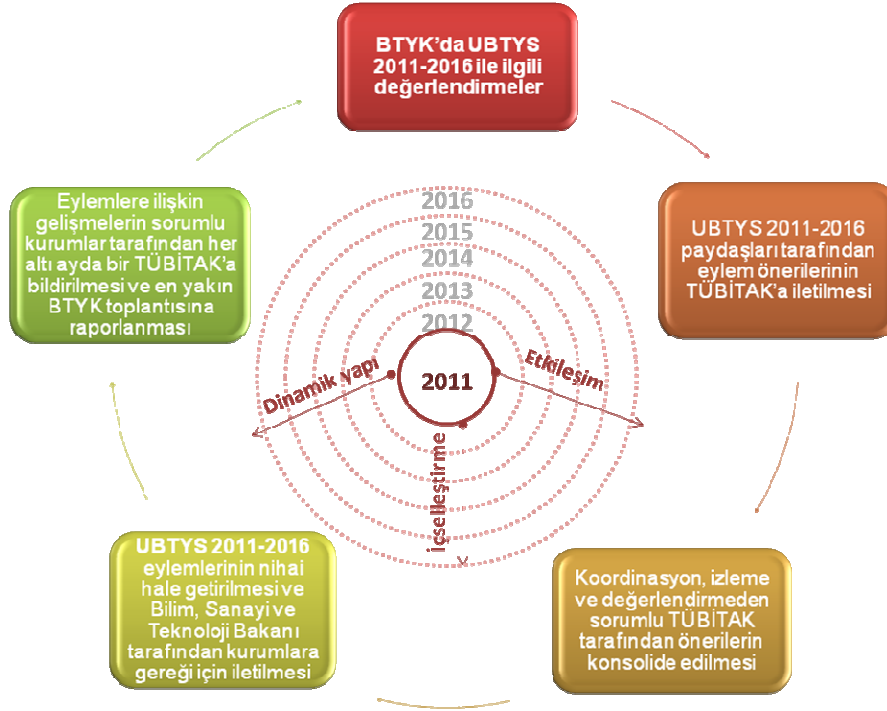 BTYK’da UBTYS
2011-2016 ile ilgili
değerlendirmeler
UBTYS 2011-2016
paydaşları tarafından
eylem önerilerinin
TÜBİTAK’a iletilmesi
Koordinasyon, izleme
ve değerlendirmeden
sorumlu TÜBİTAK
tarafından önerilerin
konsolide edilmesi
UBTYS 2011-2016
eylemlerinin nihai
hale getirilmesi ve
Bilim, Sanayi ve
Teknoloji Bakanı
tarafından kurumlara
gereği için iletilmesi
Eylemlere ilişkin
gelişmelerin sorumlu
kurumlar tarafından her
altı ayda bir TÜBİTAK’a
bildirilmesi ve en yakın
BTYK toplantısına
raporlanması
2016
2015
2014
2013
2012
2011
Dinamik yapı
Etkileşim
İçselleştirme